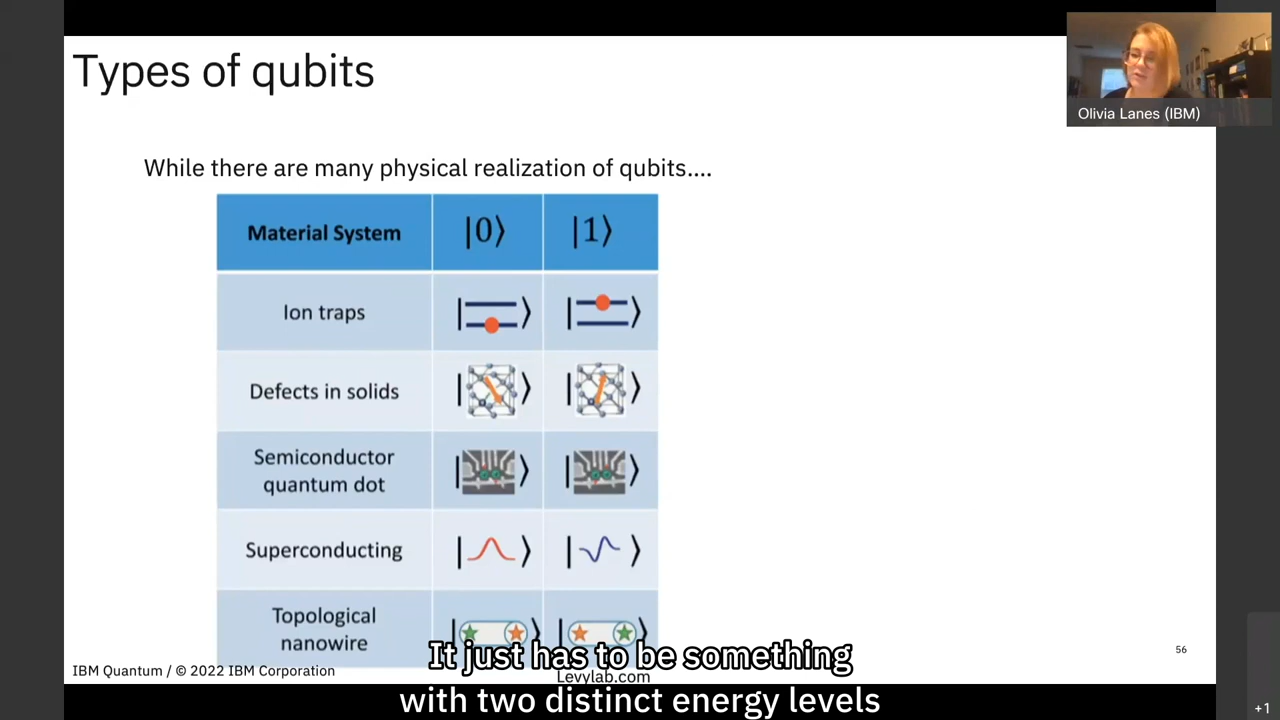 Types of qubits
Olivia Lanes (IBM)
While there are many physical realization of qubits....
Material System |0⟩ |1⟩
Ion traps
Defects in solids
Semiconductor
quantum dot
Superconducting
Topological
nanowire
It just has to be something
with two distinct energy levels
IBM Quantum / © 2022 IBM Corporation
Levylab.com
56
+1